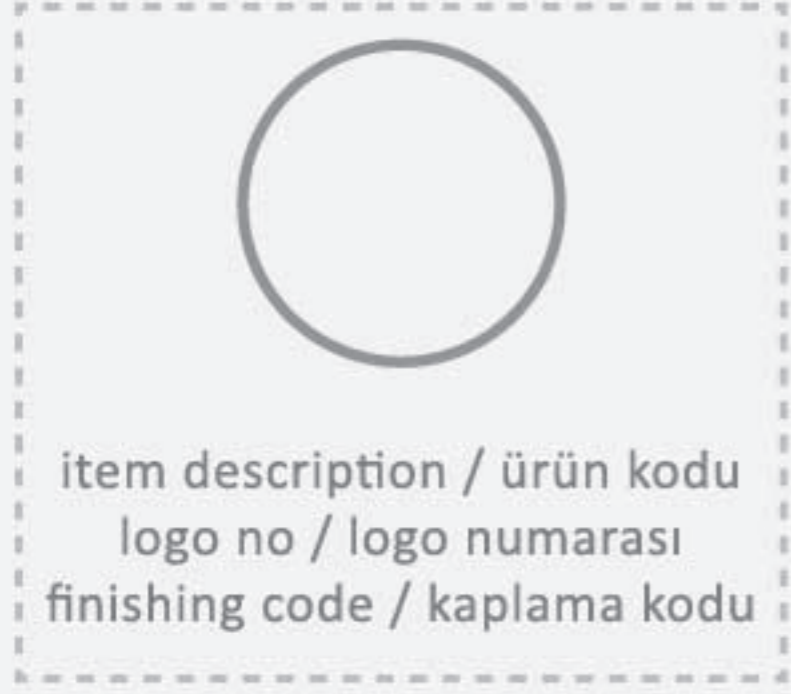 item description / ürün kodu
logo no / logo numarası
finishing code / kaplama kodu